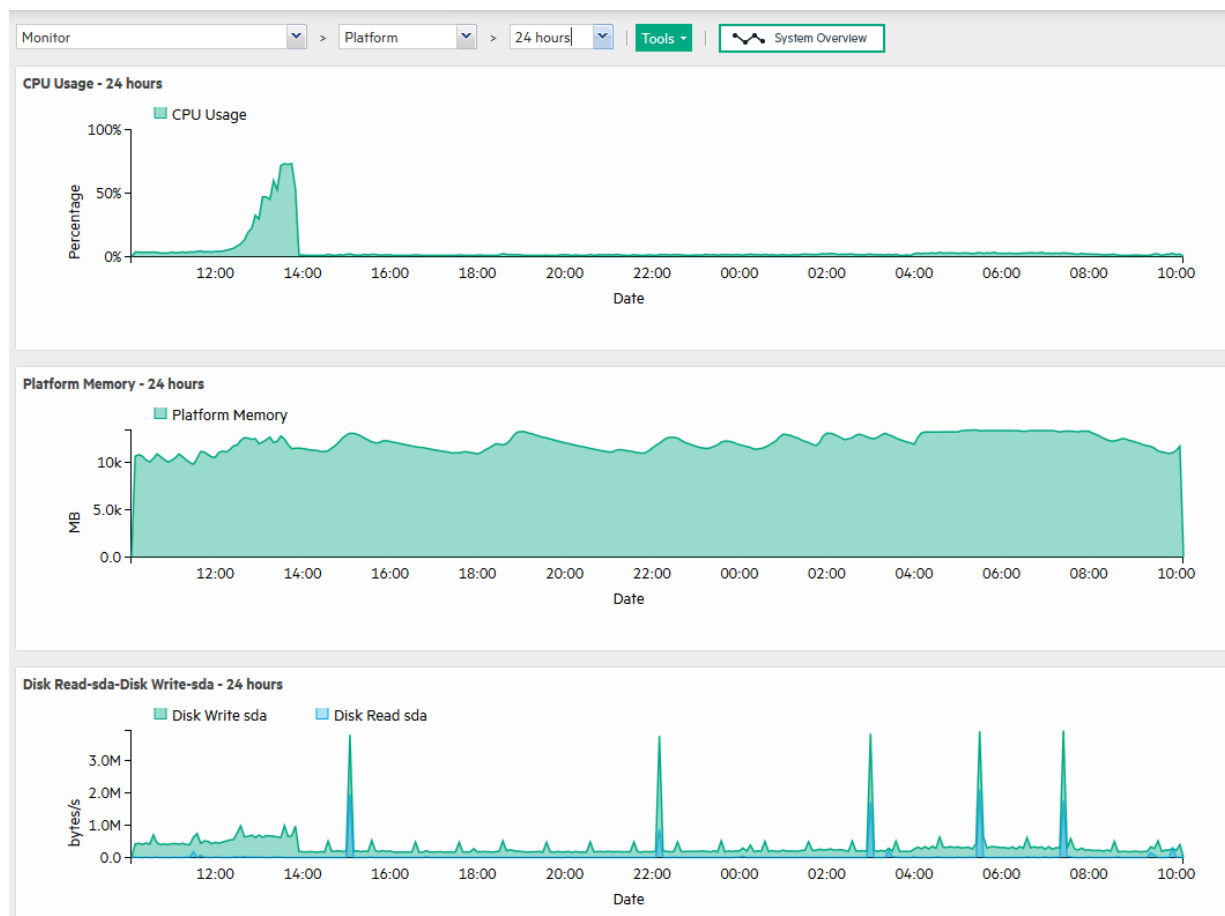 Monitor > Platform > 24 hours | Tools | System Overview
CPU Usage - 24 hours
CPU Usage
100%
50%
0%
Percentage
12:00 14:00 16:00 18:00 20:00 22:00 00:00 02:00 04:00 06:00 08:00 10:00
Date
Platform Memory - 24 hours
Platform Memory
10k
5.0k
0.0
MB
12:00 14:00 16:00 18:00 20:00 22:00 00:00 02:00 04:00 06:00 08:00 10:00
Date
Disk Read-sda-Disk Write-sda - 24 hours
Disk Write sda Disk Read sda
3.0M
2.0M
1.0M
0.0
bytes/s
12:00 14:00 16:00 18:00 20:00 22:00 00:00 02:00 04:00 06:00 08:00 10:00
Date